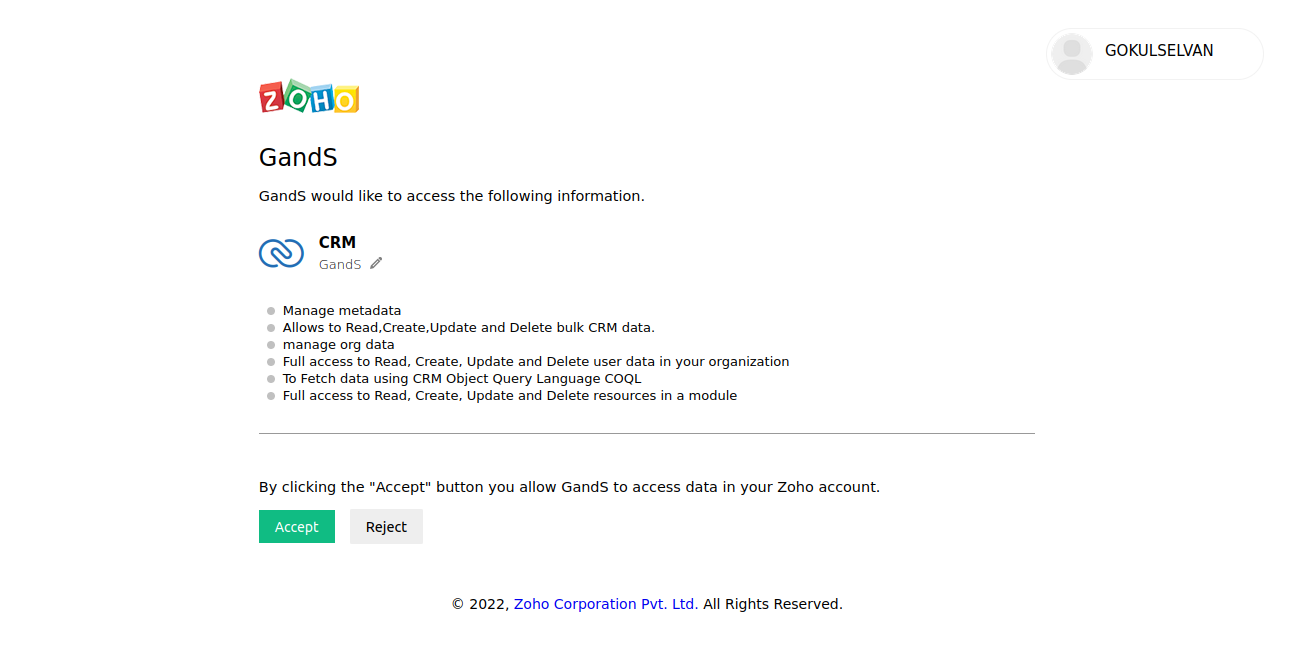 GOKULSELVAN
ZOHO
GandS
GandS would like to access the following information.
CRM
GandS
Manage metadata
Allows to Read,Create,Update and Delete bulk CRM data.
manage org data
Full access to Read, Create, Update and Delete user data in your organization
To Fetch data using CRM Object Query Language COQL
Full access to Read, Create, Update and Delete resources in a module
By clicking the "Accept" button you allow GandS to access data in your Zoho account.
Accept Reject
© 2022, Zoho Corporation Pvt. Ltd. All Rights Reserved.